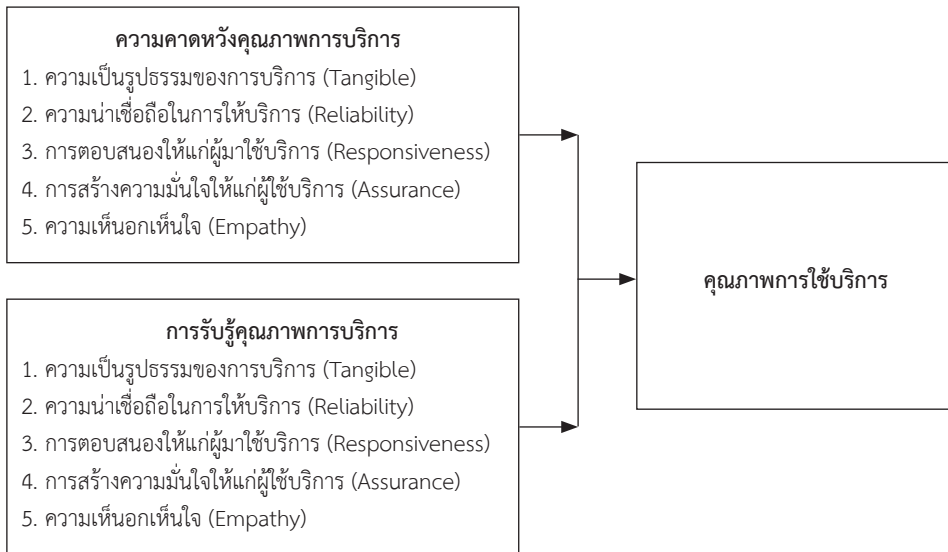 ความคาดหวังคุณภาพการบริการ
1. ความเป็นรูปธรรมของการบริการ (Tangible)
2. ความน่าเชื่อถือในการให้บริการ (Reliability)
3. การตอบสนองให้แก่ผู้มาใช้บริการ (Responsiveness)
4. การสร้างความมั่นใจให้แก่ผู้ใช้บริการ (Assurance)
5. ความเห็นอกเห็นใจ (Empathy)
คุณภาพการใช้บริการ
การรับรู้คุณภาพการบริการ
1. ความเป็นรูปธรรมของการบริการ (Tangible)
2. ความน่าเชื่อถือในการให้บริการ (Reliability)
3. การตอบสนองให้แก่ผู้มาใช้บริการ (Responsiveness)
4. การสร้างความมั่นใจให้แก่ผู้ใช้บริการ (Assurance)
5. ความเห็นอกเห็นใจ (Empathy)